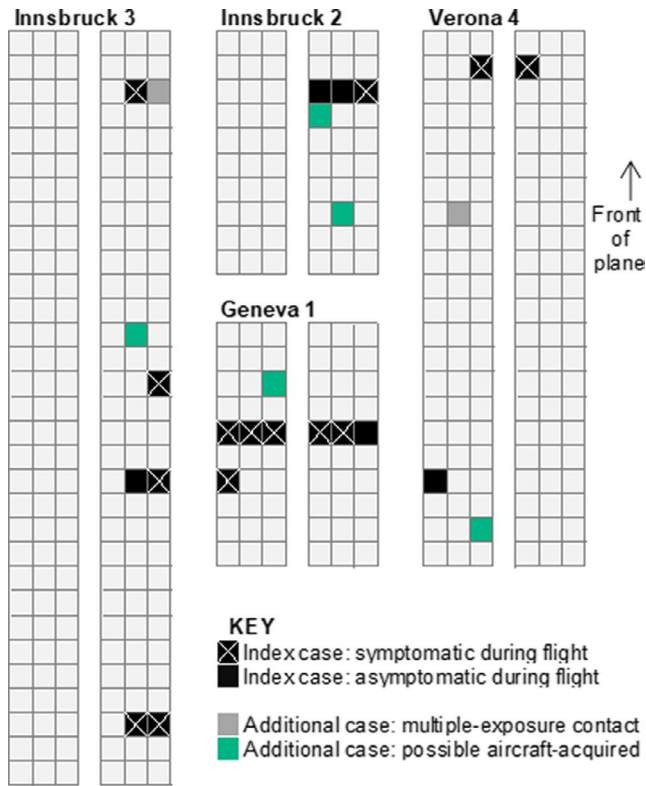 Innsbruck 3
Innsbruck 2
Verona 4
Front
of
plane
Geneva 1
KEY
Index case: symptomatic during flight
Index case: asymptomatic during flight
Additional case: multiple-exposure contact
Additional case: possible aircraft-acquired